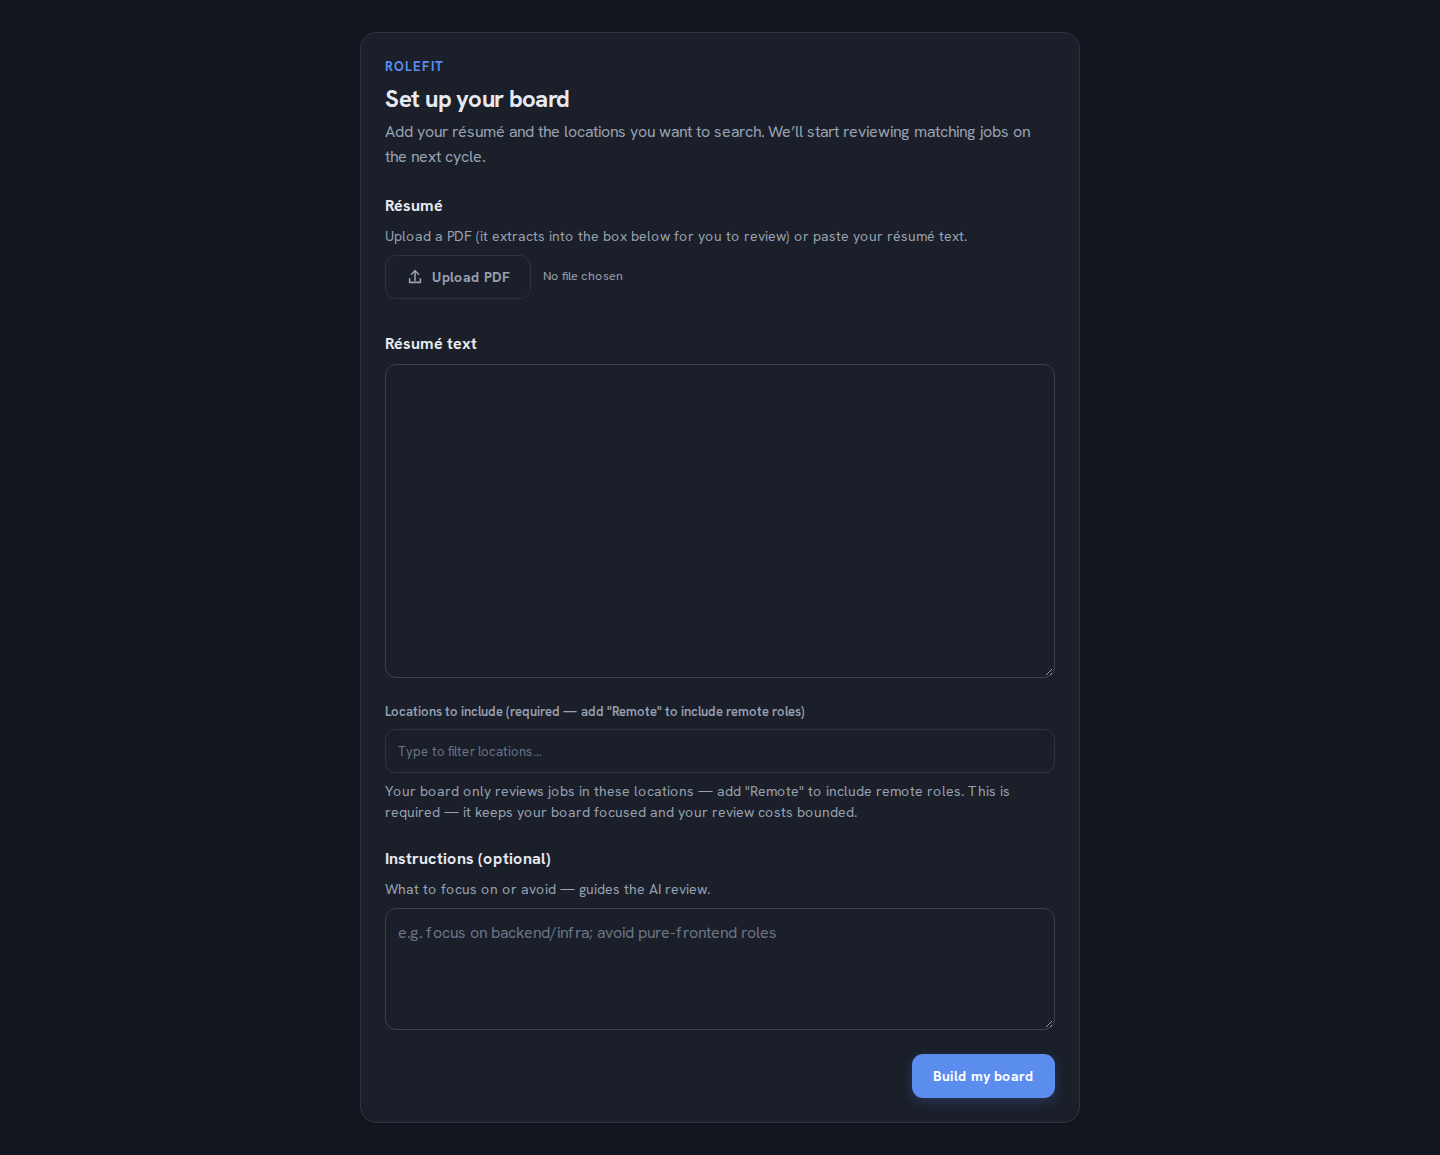 ROLEFIT
Set up your board
Add your résumé and the locations you want to search. We’ll start reviewing matching jobs on
the next cycle.
Résumé
Upload a PDF (it extracts into the box below for you to review) or paste your résumé text.
Upload PDF
No file chosen
Résumé text
Locations to include (required — add "Remote" to include remote roles)
Type to filter locations...
Your board only reviews jobs in these locations — add "Remote" to include remote roles. This is
required — it keeps your board focused and your review costs bounded.
Instructions (optional)
What to focus on or avoid — guides the AI review.
e.g. focus on backend/infra; avoid pure-frontend roles
Build my board